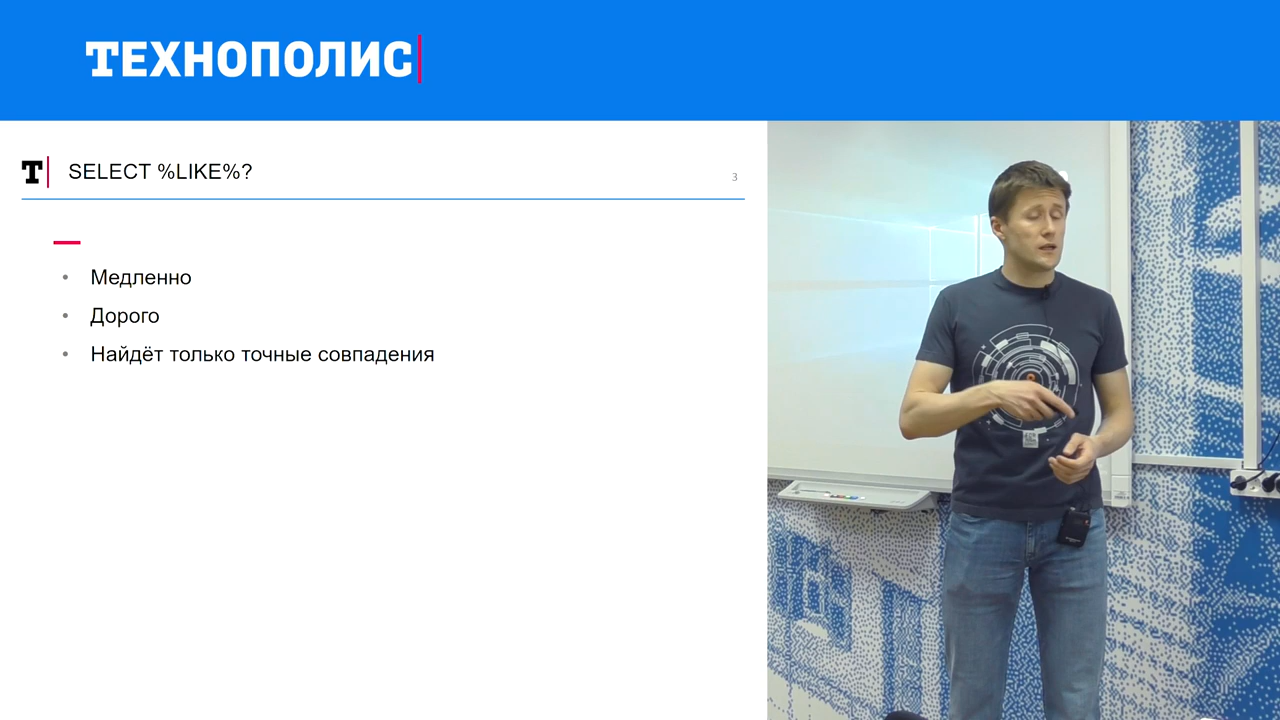 ТЕХНОПОЛИС
T
SELECT %LIKE%?
3
Медленно
Дорого
Найдёт только точные совпадения